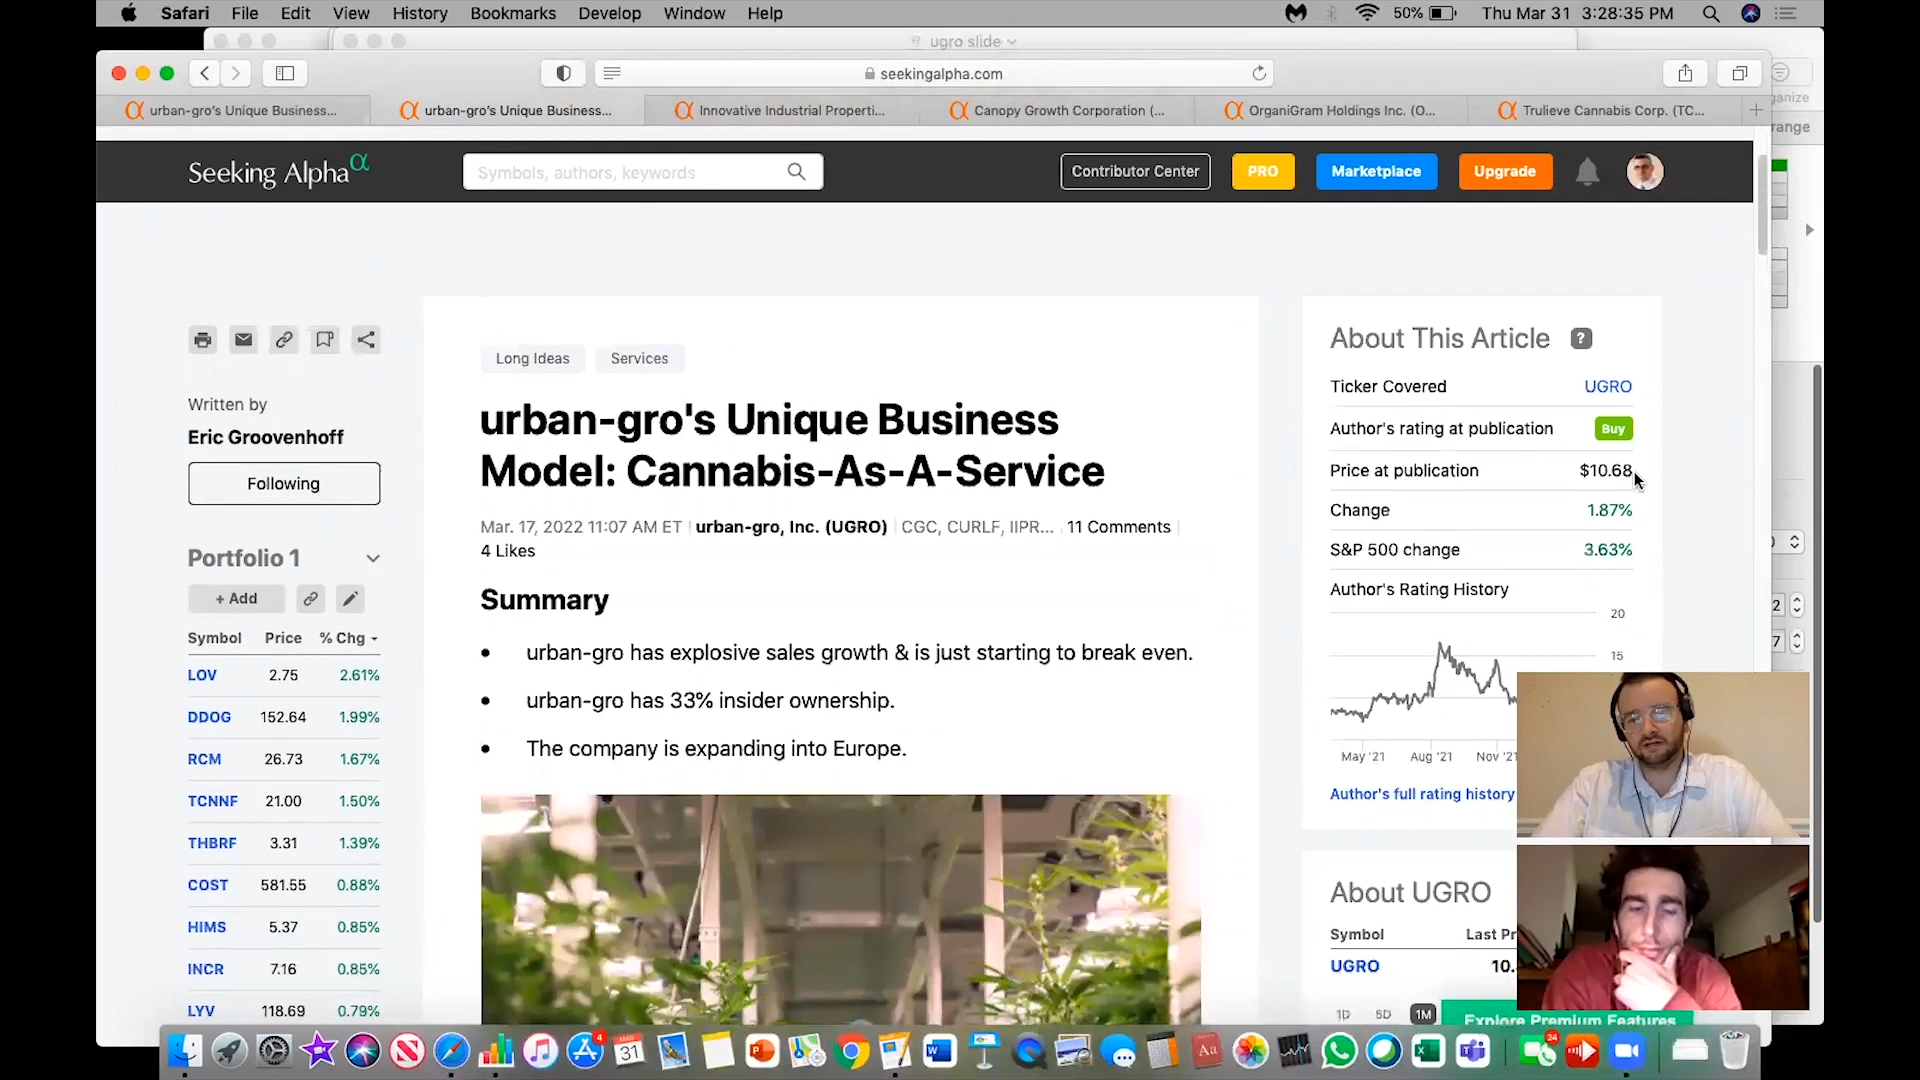 Safari File Edit View History Bookmarks Develop Window Help 50% Thu Mar 31 3:28:35 PM
ugro slide
seekingalpha.com
urban-gro's Unique Business... urban-gro's Unique Business... Innovative Industrial Properti... Canopy Growth Corporation (... OrganiGram Holdings Inc. (O... Trulieve Cannabis Corp. (TC...
Seeking Alpha α Symbols, authors, keywords Contributor Center PRO Marketplace Upgrade
Written by
Eric Groovenhoff
Following
Portfolio 1
+ Add
Symbol Price % Chg
LOV 2.75 2.61%
DDOG 152.64 1.99%
RCM 26.73 1.67%
TCNNF 21.00 1.50%
THBRF 3.31 1.39%
COST 581.55 0.88%
HIMS 5.37 0.85%
INCR 7.16 0.85%
LYV 118.69 0.79%
Long Ideas Services
urban-gro's Unique Business
Model: Cannabis-As-A-Service
Mar. 17, 2022 11:07 AM ET | urban-gro, Inc. (UGRO) | CGC, CURLF, IIPR... 11 Comments |
4 Likes
Summary
• urban-gro has explosive sales growth & is just starting to break even.
• urban-gro has 33% insider ownership.
• The company is expanding into Europe.
About This Article ?
Ticker Covered UGRO
Author's rating at publication Buy
Price at publication $10.68
Change 1.87%
S&P 500 change 3.63%
Author's Rating History
20
15
May '21 Aug '21 Nov '21
Author's full rating history
About UGRO
Symbol Last Pr
UGRO 10.
1D 5D 1M
Explore Premium Features